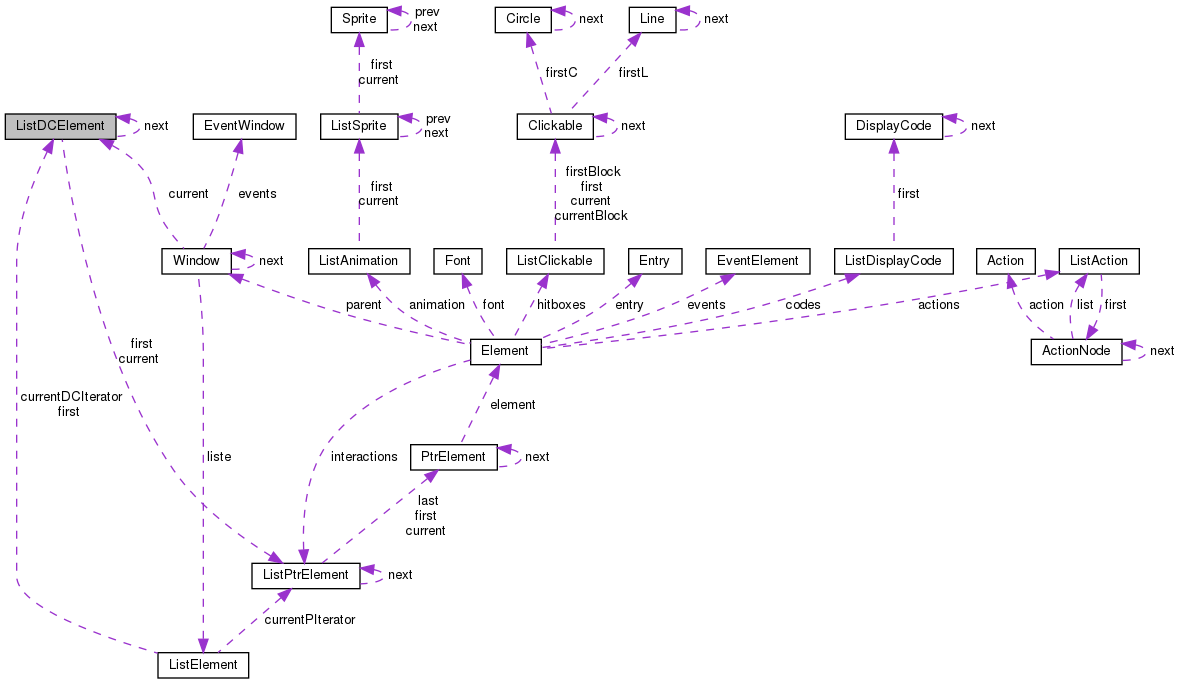 Sprite
prev
next
Circle
next
Line
next
first
current
firstC
firstL
ListDCElement
next
EventWindow
ListSprite
prev
next
Clickable
next
DisplayCode
next
current
events
first
current
firstBlock
first
current
currentBlock
first
Window
next
ListAnimation
Font
ListClickable
Entry
EventElement
ListDisplayCode
Action
ListAction
parent
animation
font
hitboxes
entry
events
codes
actions
action
list
first
first
current
Element
ActionNode
next
currentDCIterator
first
element
liste
interactions
PtrElement
next
last
first
current
ListPtrElement
next
currentPIterator
ListElement